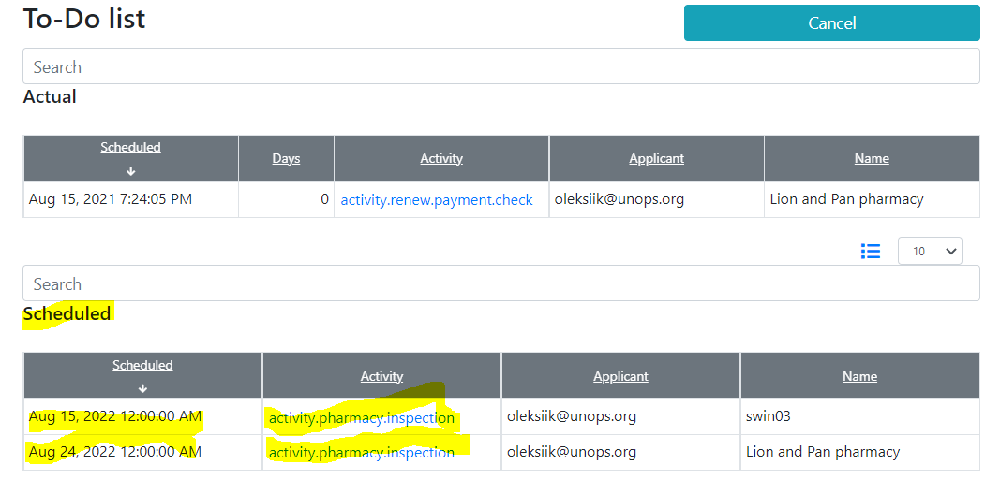 To-Do list
Cancel
Search
Actual
Scheduled Days Activity Applicant Name
Aug 15, 2021 7:24:05 PM 0 activity.renew.payment.check oleksiik@unops.org Lion and Pan pharmacy
10
Search
Scheduled
Scheduled Activity Applicant Name
Aug 15, 2022 12:00:00 AM activity.pharmacy.inspection oleksiik@unops.org swin03
Aug 24, 2022 12:00:00 AM activity.pharmacy.inspection oleksiik@unops.org Lion and Pan pharmacy